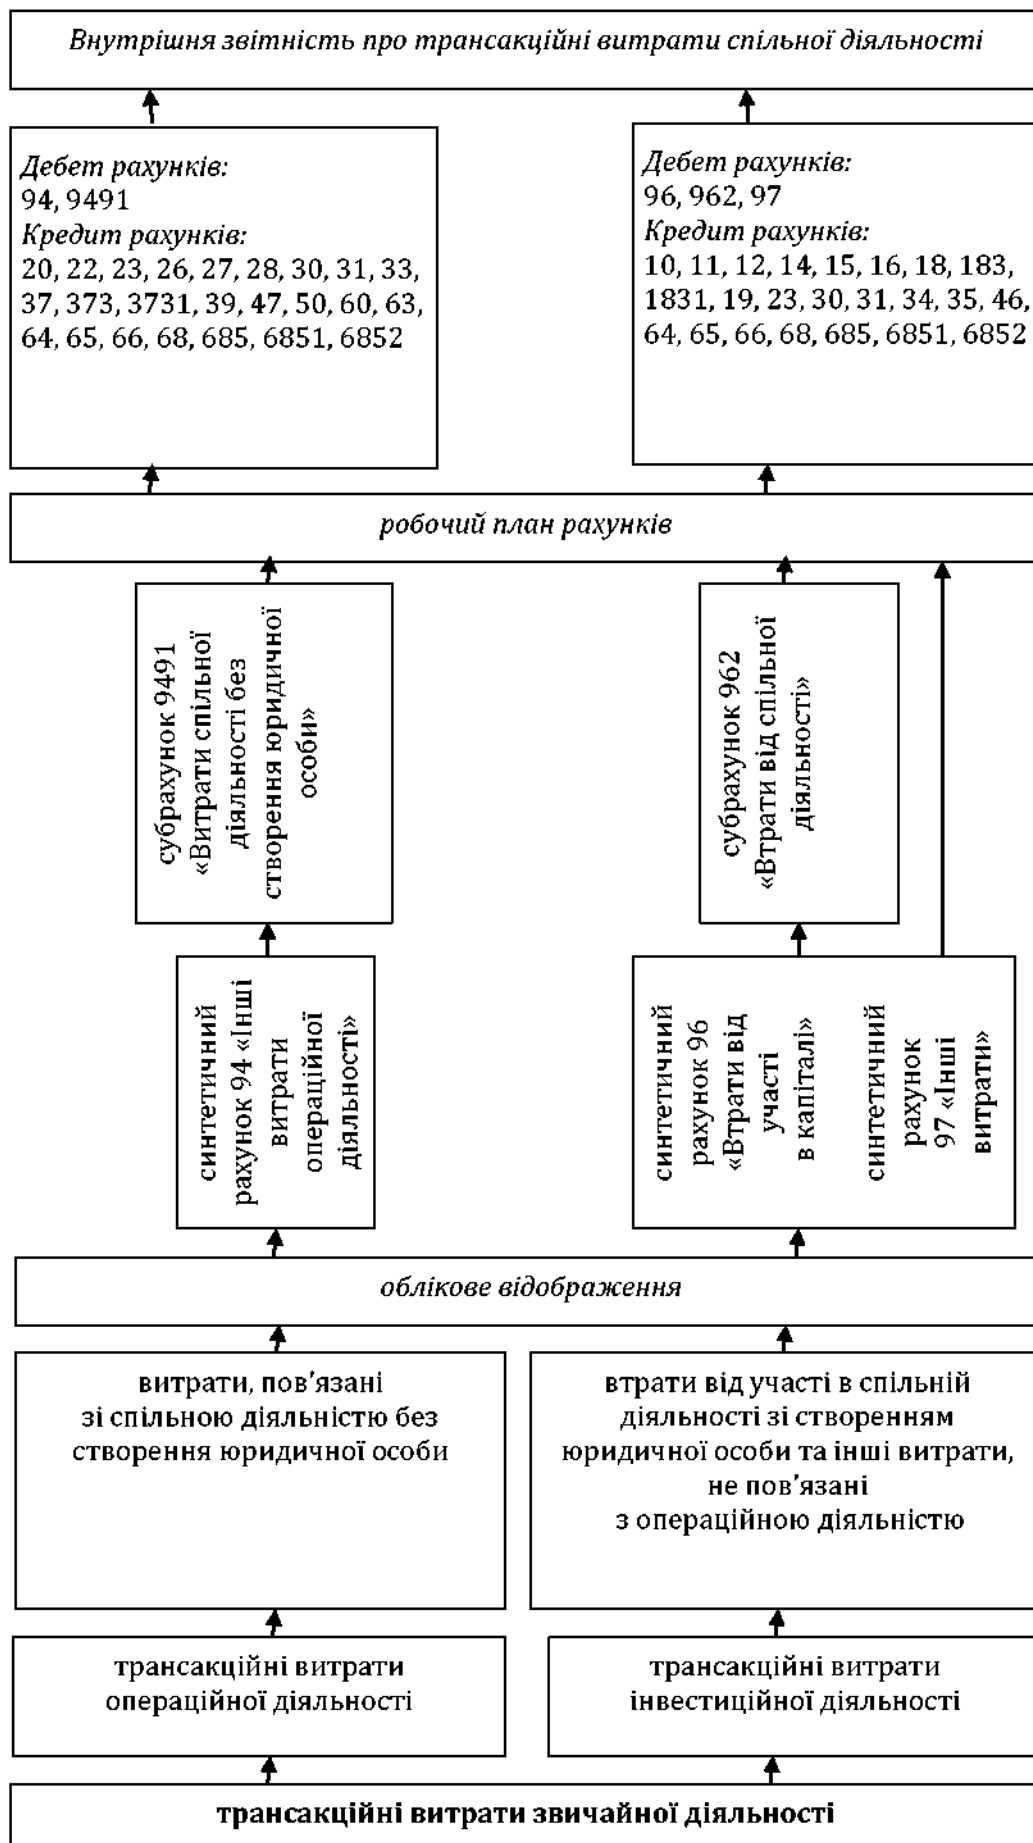 Внутрішня звітність про трансакційні витрати спільної діяльності
Дебет рахунків:
94, 9491
Кредит рахунків:
20, 22, 23, 26, 27, 28, 30, 31, 33,
37, 373, 3731, 39, 47, 50, 60, 63,
64, 65, 66, 68, 685, 6851, 6852
Дебет рахунків:
96, 962, 97
Кредит рахунків:
10, 11, 12, 14, 15, 16, 18, 183,
1831, 19, 23, 30, 31, 34, 35, 46,
64, 65, 66, 68, 685, 6851, 6852
робочий план рахунків
субрахунок 9491
«Витрати спільної
діяльності без
створення юридичної
особи»
субрахунок 962
«Втрати від спільної
діяльності»
синтетичний
рахунок 94 «Інші
витрати
операційної
діяльності»
синтетичний
рахунок 96
«Втрати від
участі
в капіталі»
синтетичний
рахунок
97 «Інші
витрати»
облікове відображення
витрати, пов’язані
зі спільною діяльністю без
створення юридичної особи
втрати від участі в спільній
діяльності зі створенням
юридичної особи та інші витрати,
не пов’язані
з операційною діяльністю
трансакційні витрати
операційної діяльності
трансакційні витрати
інвестиційної діяльності
трансакційні витрати звичайної діяльності